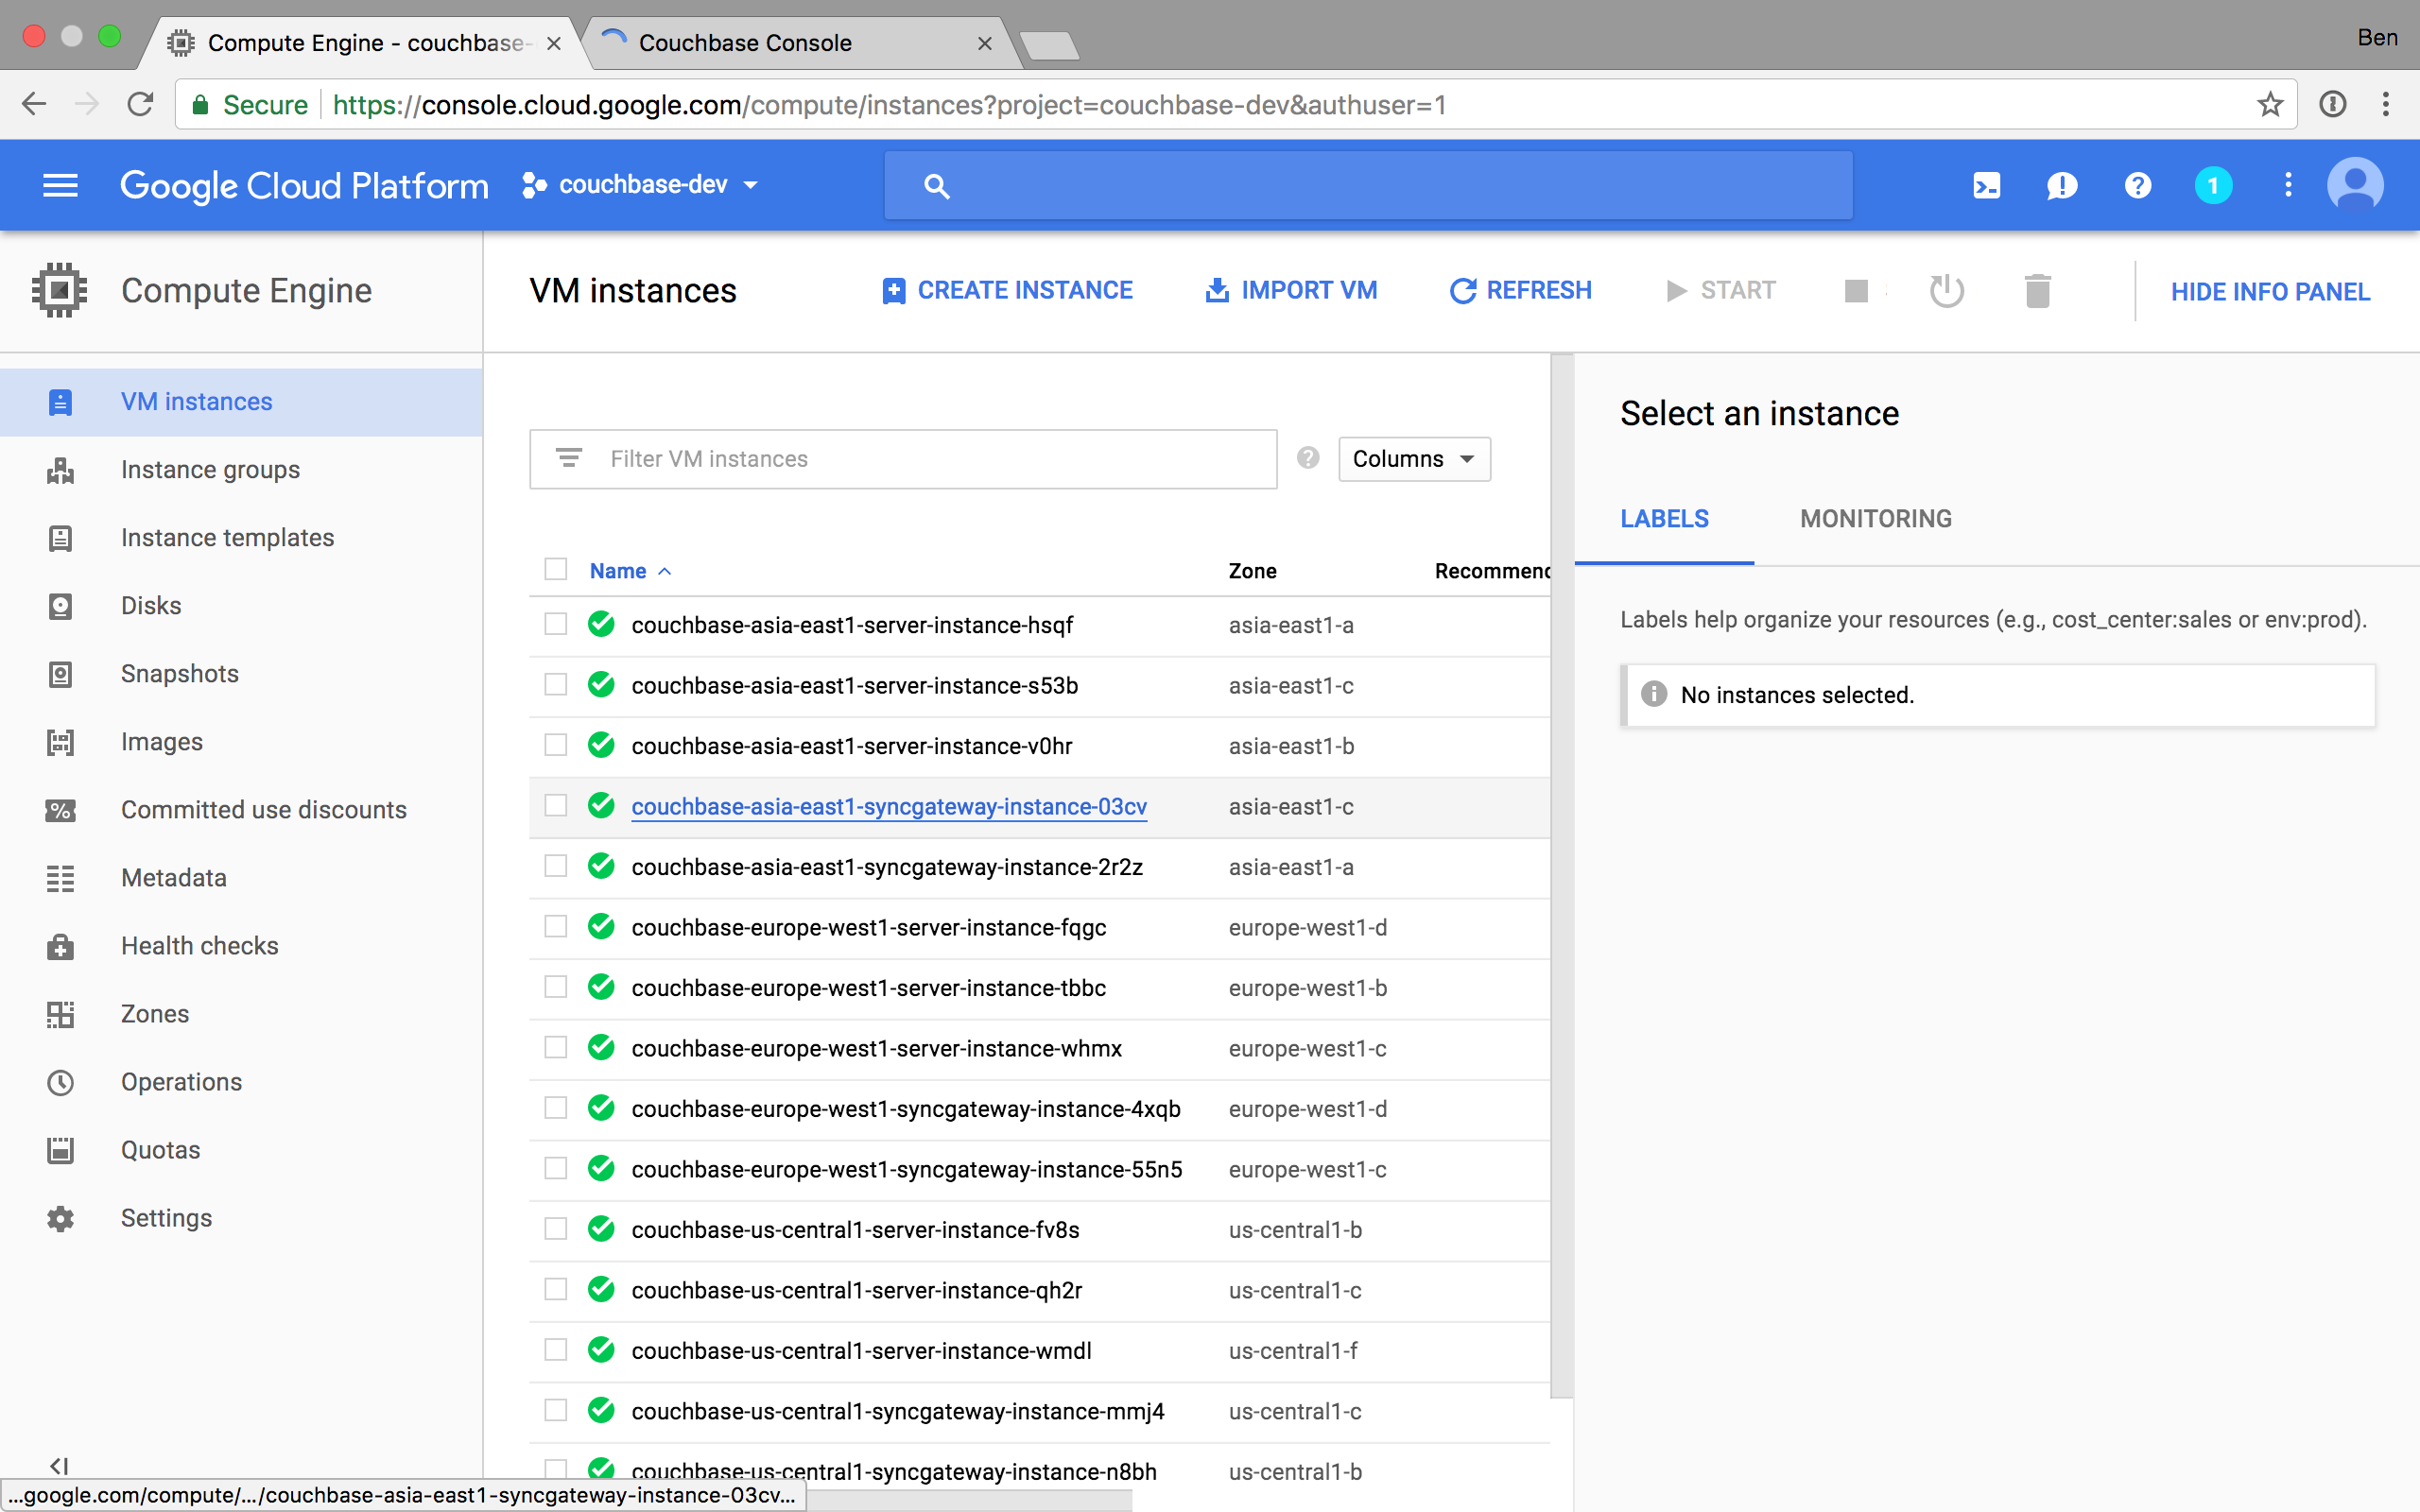 Compute Engine - couchbase-
Couchbase Console
Ben
Secure
https://console.cloud.google.com/compute/instances?project=couchbase-dev&authuser=1
Google Cloud Platform
couchbase-dev
1
Compute Engine
VM instances
CREATE INSTANCE
IMPORT VM
REFRESH
START
HIDE INFO PANEL
VM instances
Instance groups
Instance templates
Disks
Snapshots
Images
Committed use discounts
Metadata
Health checks
Zones
Operations
Quotas
Settings
Filter VM instances
Columns
Name Zone Recommend
couchbase-asia-east1-server-instance-hsqf asia-east1-a
couchbase-asia-east1-server-instance-s53b asia-east1-c
couchbase-asia-east1-server-instance-v0hr asia-east1-b
couchbase-asia-east1-syncgateway-instance-03cv asia-east1-c
couchbase-asia-east1-syncgateway-instance-2r2z asia-east1-a
couchbase-europe-west1-server-instance-fqgc europe-west1-d
couchbase-europe-west1-server-instance-tbbc europe-west1-b
couchbase-europe-west1-server-instance-whmx europe-west1-c
couchbase-europe-west1-syncgateway-instance-4xqb europe-west1-d
couchbase-europe-west1-syncgateway-instance-55n5 europe-west1-c
couchbase-us-central1-server-instance-fv8s us-central1-b
couchbase-us-central1-server-instance-qh2r us-central1-c
couchbase-us-central1-server-instance-wmdl us-central1-f
couchbase-us-central1-syncgateway-instance-mmj4 us-central1-c
couchbase-us-central1-syncgateway-instance-n8bh us-central1-b
Select an instance
LABELS
MONITORING
Labels help organize your resources (e.g., cost_center:sales or env:prod).
No instances selected.
...google.com/compute/.../couchbase-asia-east1-syncgateway-instance-03cv...